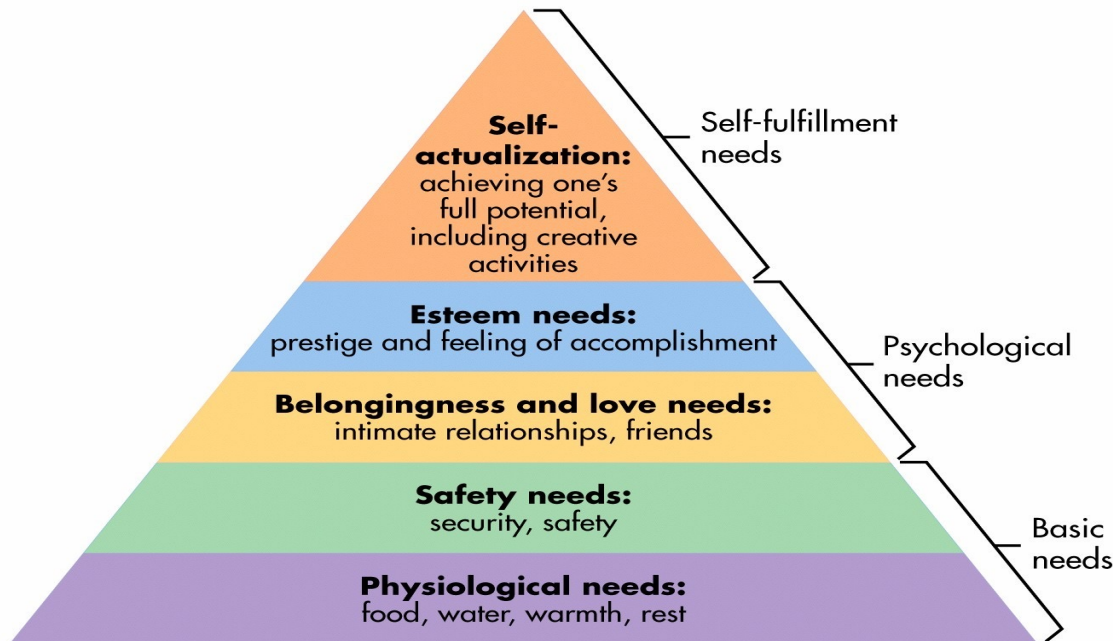 Self-
actualization:
achieving one's
full potential,
including creative
activities
Self-fulfillment
needs
Esteem needs:
prestige and feeling of accomplishment
Psychological
needs
Belongingness and love needs:
intimate relationships, friends
Safety needs:
security, safety
Basic
needs
Physiological needs:
food, water, warmth, rest